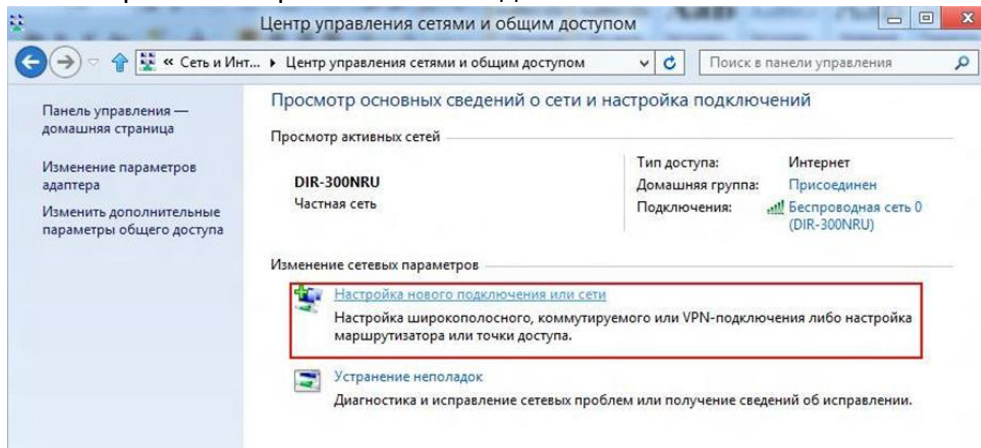 Центр управления сетями и общим доступом
« Сеть и Инт... ▸ Центр управления сетями и общим доступом
Поиск в панели управления
Панель управления —
домашняя страница
Изменение параметров
адаптера
Изменить дополнительные
параметры общего доступа
Просмотр основных сведений о сети и настройка подключений
Просмотр активных сетей
DIR-300NRU
Частная сеть
Тип доступа: Интернет
Домашняя группа: Присоединен
Подключения: Беспроводная сеть 0
(DIR-300NRU)
Изменение сетевых параметров
Настройка нового подключения или сети
Настройка широкополосного, коммутируемого или VPN-подключения либо настройка
маршрутизатора или точки доступа.
Устранение неполадок
Диагностика и исправление сетевых проблем или получение сведений об исправлении.